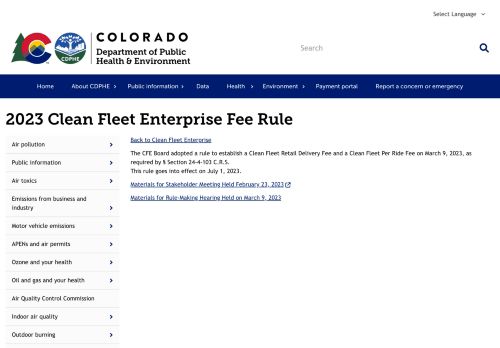 Select Language
COLORADO
Department of Public
Health & Environment
CDPHE
Search
Home About CDPHE Public information Data Health Environment Payment portal Report a concern or emergency
2023 Clean Fleet Enterprise Fee Rule
Air pollution
Public information
Air toxics
Emissions from business and
industry
Motor vehicle emissions
APENs and air permits
Ozone and your health
Oil and gas and your health
Air Quality Control Commission
Indoor air quality
Outdoor burning
Back to Clean Fleet Enterprise
The CFE Board adopted a rule to establish a Clean Fleet Retail Delivery Fee and a Clean Fleet Per Ride Fee on March 9, 2023, as
required by § Section 24-4-103 C.R.S.
This rule goes into effect on July 1, 2023.
Materials for Stakeholder Meeting Held February 23, 2023
Materials for Rule-Making Hearing Held on March 9, 2023